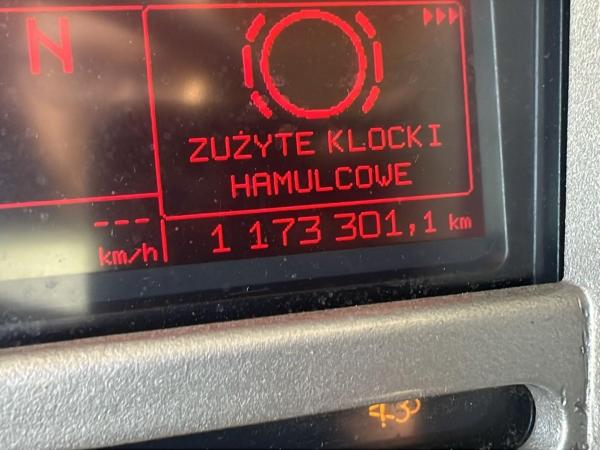 N
ZUŻYTE KLOCKI
HAMULCOWE
---
km/h
1 173 301,1 km